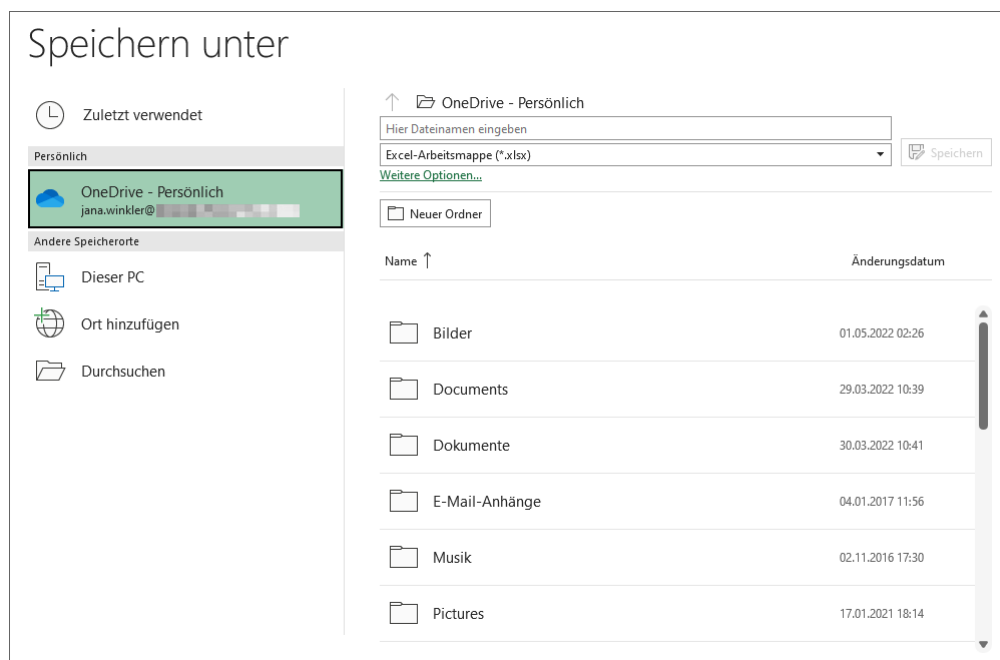 Speichern unter
Zuletzt verwendet
Persönlich
OneDrive - Persönlich
jana.winkler@
Andere Speicherorte
Dieser PC
Ort hinzufügen
Durchsuchen
OneDrive - Persönlich
Hier Dateinamen eingeben
Excel-Arbeitsmappe (*.xlsx)
Speichern
Weitere Optionen...
Neuer Ordner
Name Änderungsdatum
Bilder 01.05.2022 02:26
Documents 29.03.2022 10:39
Dokumente 30.03.2022 10:41
E-Mail-Anhänge 04.01.2017 11:56
Musik 02.11.2016 17:30
Pictures 17.01.2021 18:14